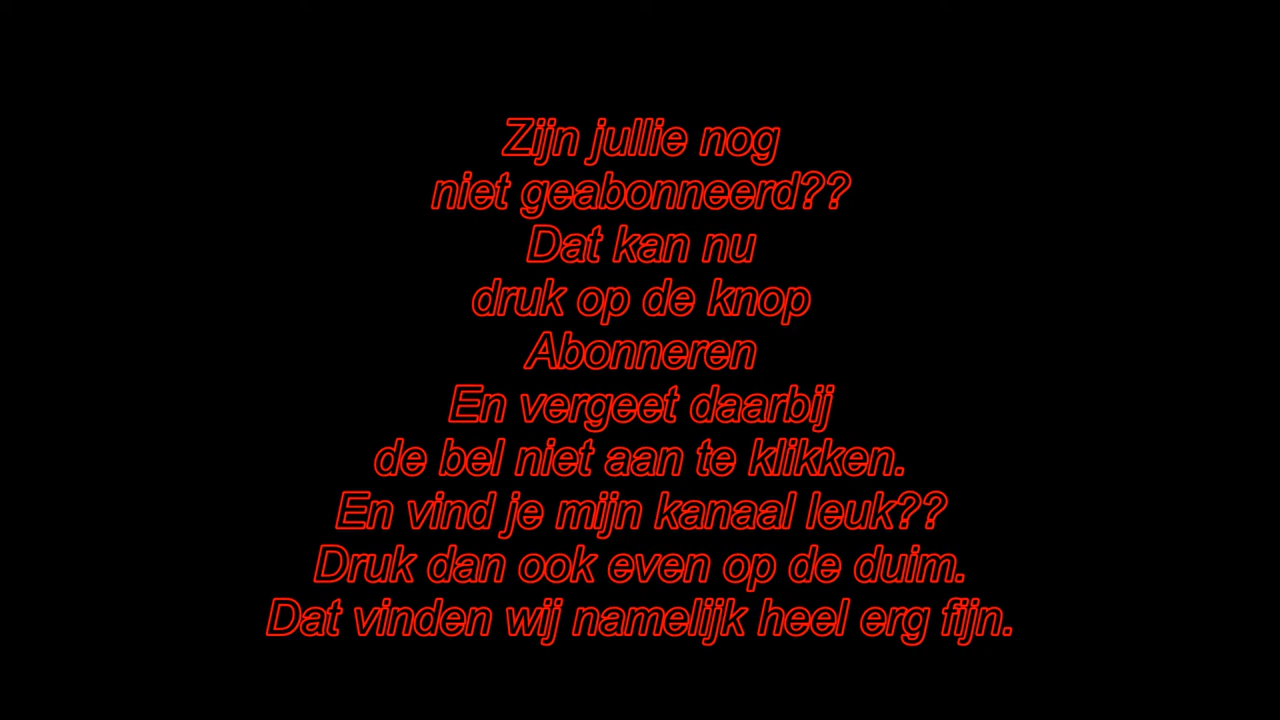 Zijn jullie nog
niet geabonneerd??
Dat kan nu
druk op de knop
Abonneren
En vergeet daarbij
de bel niet aan te klikken.
En vind je mijn kanaal leuk??
Druk dan ook even op de duim.
Dat vinden wij namelijk heel erg fijn.